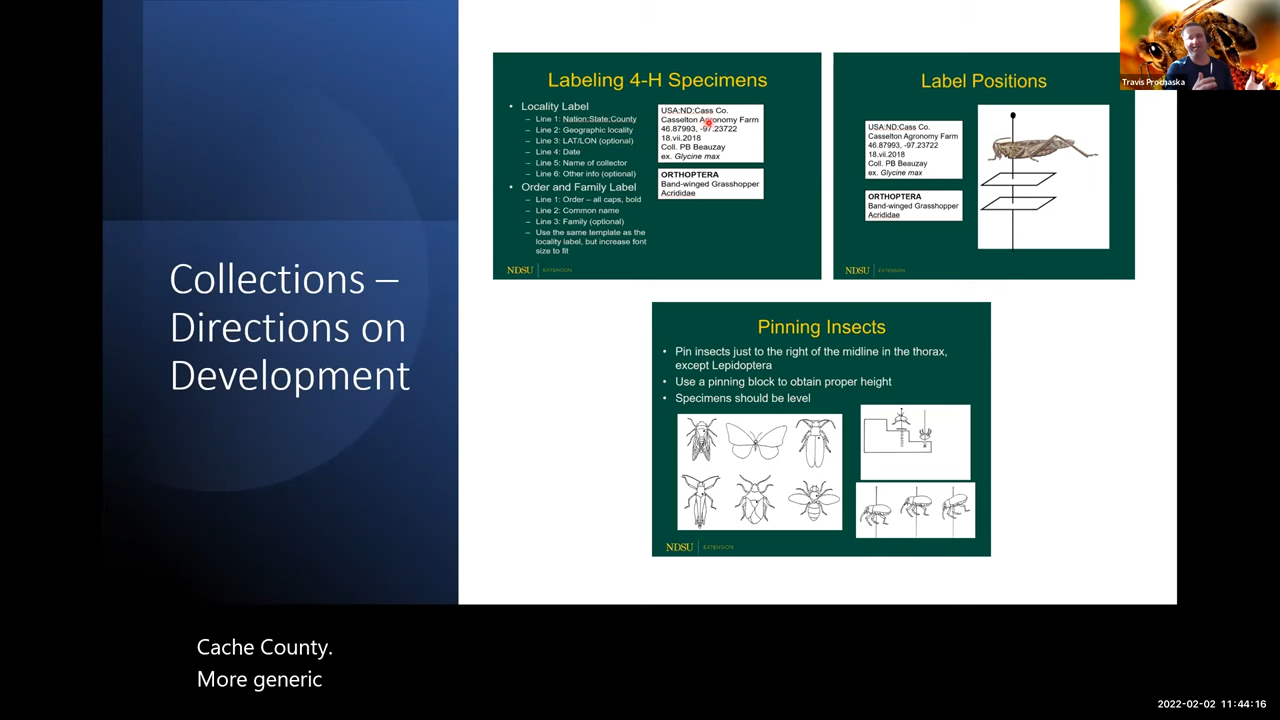 Collections –
Directions on
Development
Labeling 4-H Specimens
• Locality Label
– Line 1: Nation:State:County
– Line 2: Geographic locality
– Line 3: LAT/LON (optional)
– Line 4: Date
– Line 5: Name of collector
– Line 6: Other info (optional)
• Order and Family Label
– Line 1: Order – all caps, bold
– Line 2: Common name
– Line 3: Family (optional)
– Use the same template as the
locality label, but increase font
size to fit
USA:ND:Cass Co.
Casselton Agronomy Farm
46.87993, -97.23722
18.vii.2018
Coll. PB Beauzay
ex. Glycine max
ORTHOPTERA
Band-winged Grasshopper
Acrididae
NDSU EXTENSION
Label Positions
USA:ND:Cass Co.
Casselton Agronomy Farm
46.87993, -97.23722
18.vii.2018
Coll. PB Beauzay
ex. Glycine max
ORTHOPTERA
Band-winged Grasshopper
Acrididae
NDSU EXTENSION
Pinning Insects
• Pin insects just to the right of the midline in the thorax,
except Lepidoptera
• Use a pinning block to obtain proper height
• Specimens should be level
NDSU EXTENSION
Travis Prochaska
Cache County.
More generic
2022-02-02 11:44:16